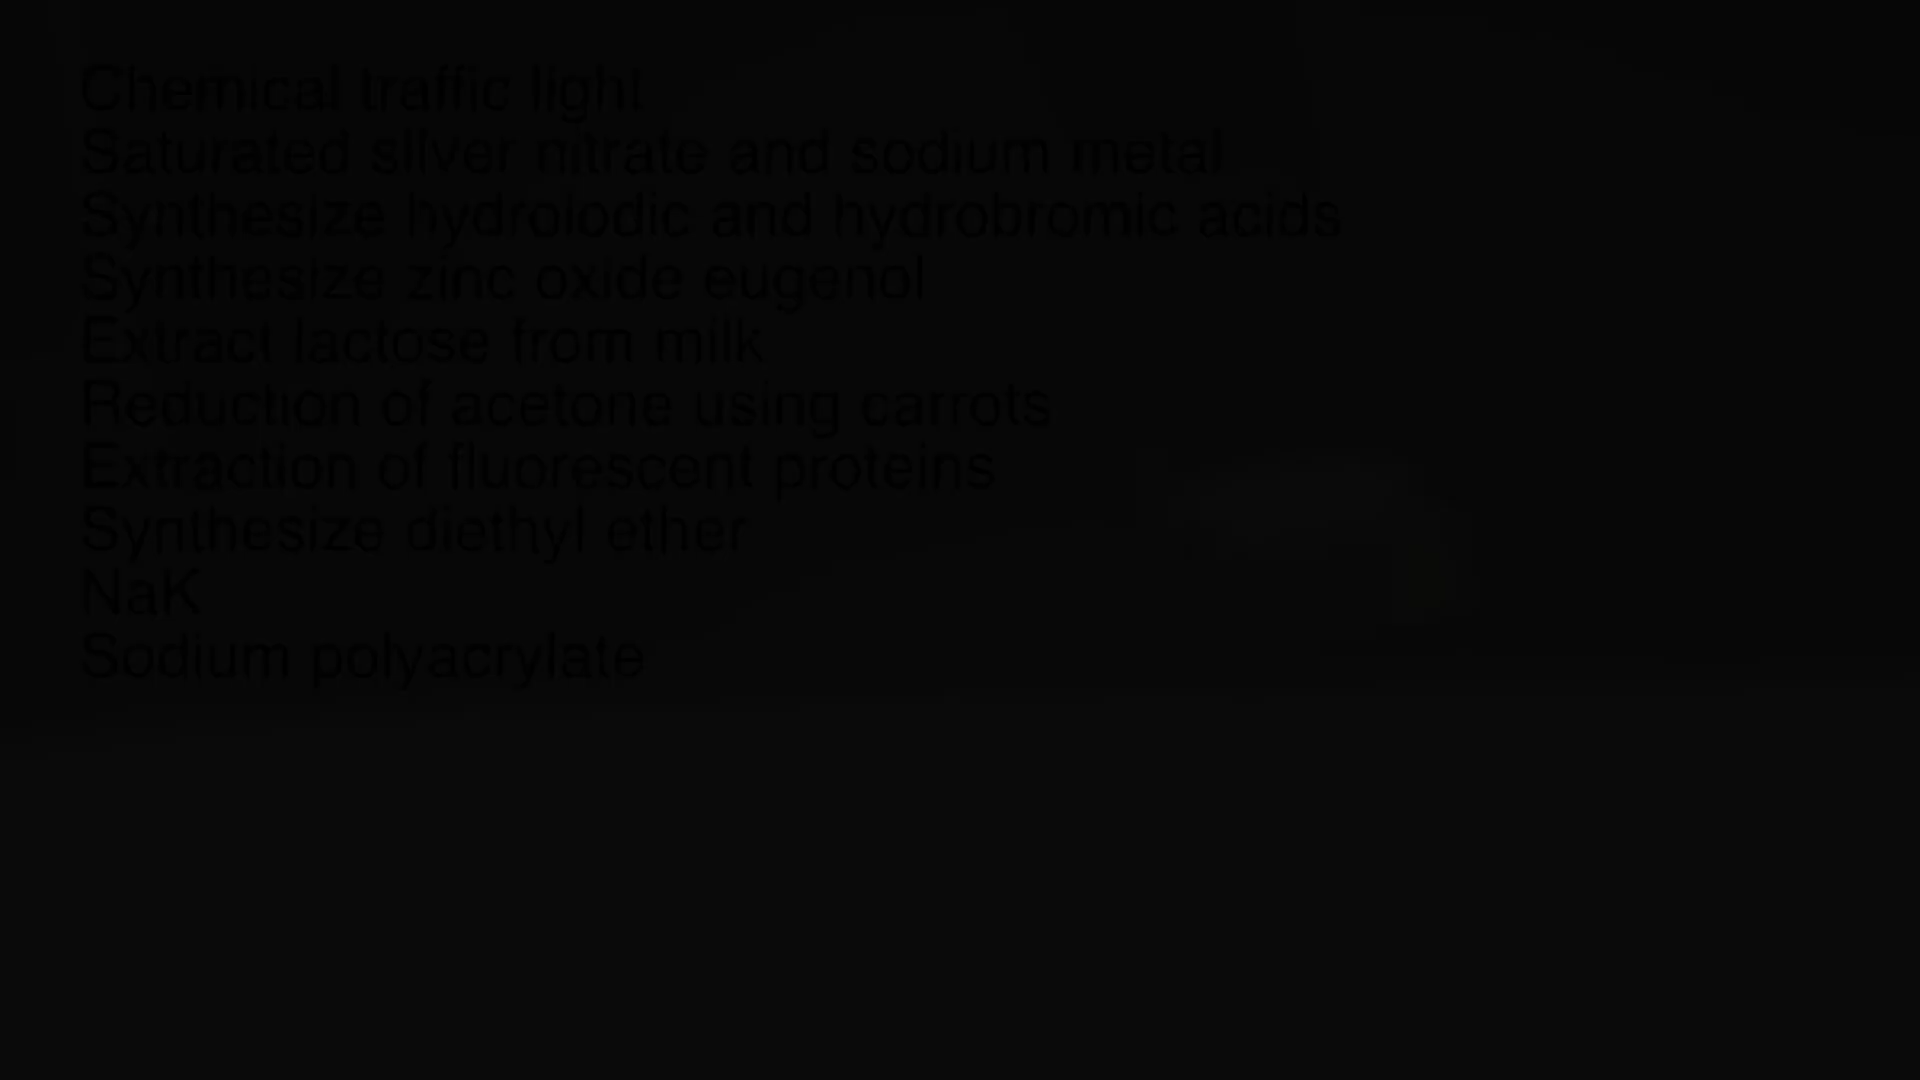 Chemical traffic light
Saturated silver nitrate and sodium metal
Synthesize hydroiodic and hydrobromic acids
Synthesize zinc oxide eugenol
Extract lactose from milk
Reduction of acetone using carrots
Extraction of fluorescent proteins
Synthesize diethyl ether
NaK
Sodium polyacrylate